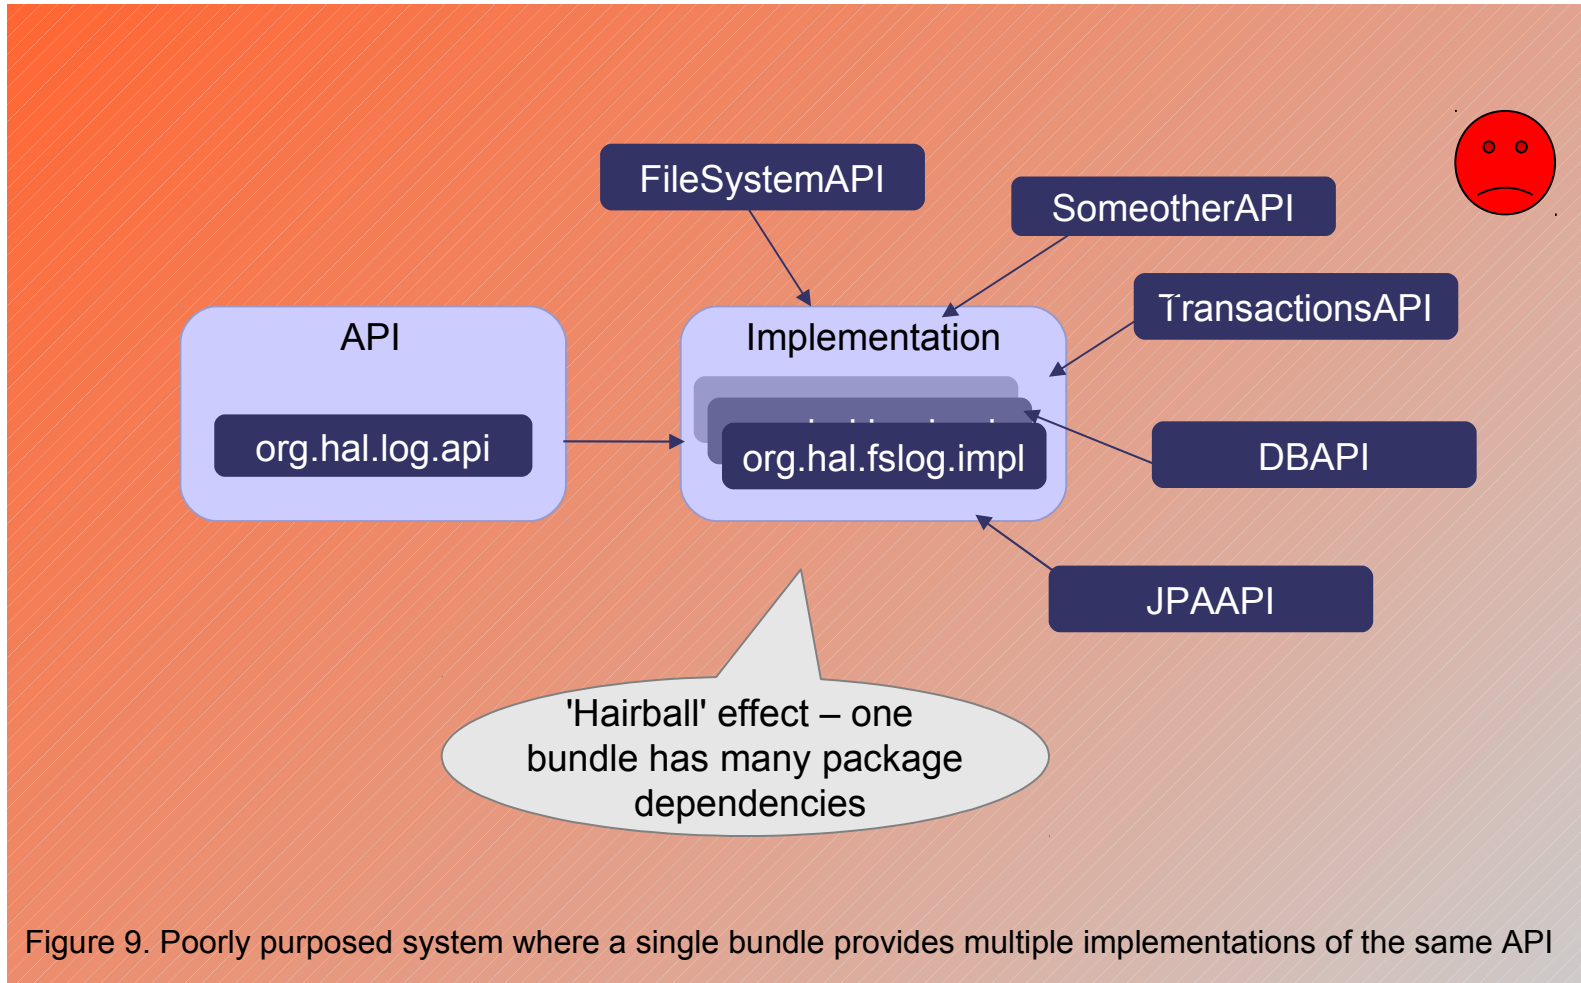 FileSystemAPI
SomeotherAPI
TransactionsAPI
API
Implementation
org.hal.log.api
org.hal.fslog.impl
DBAPI
JPAAPI
'Hairball' effect – one
bundle has many package
dependencies
Figure 9. Poorly purposed system where a single bundle provides multiple implementations of the same API